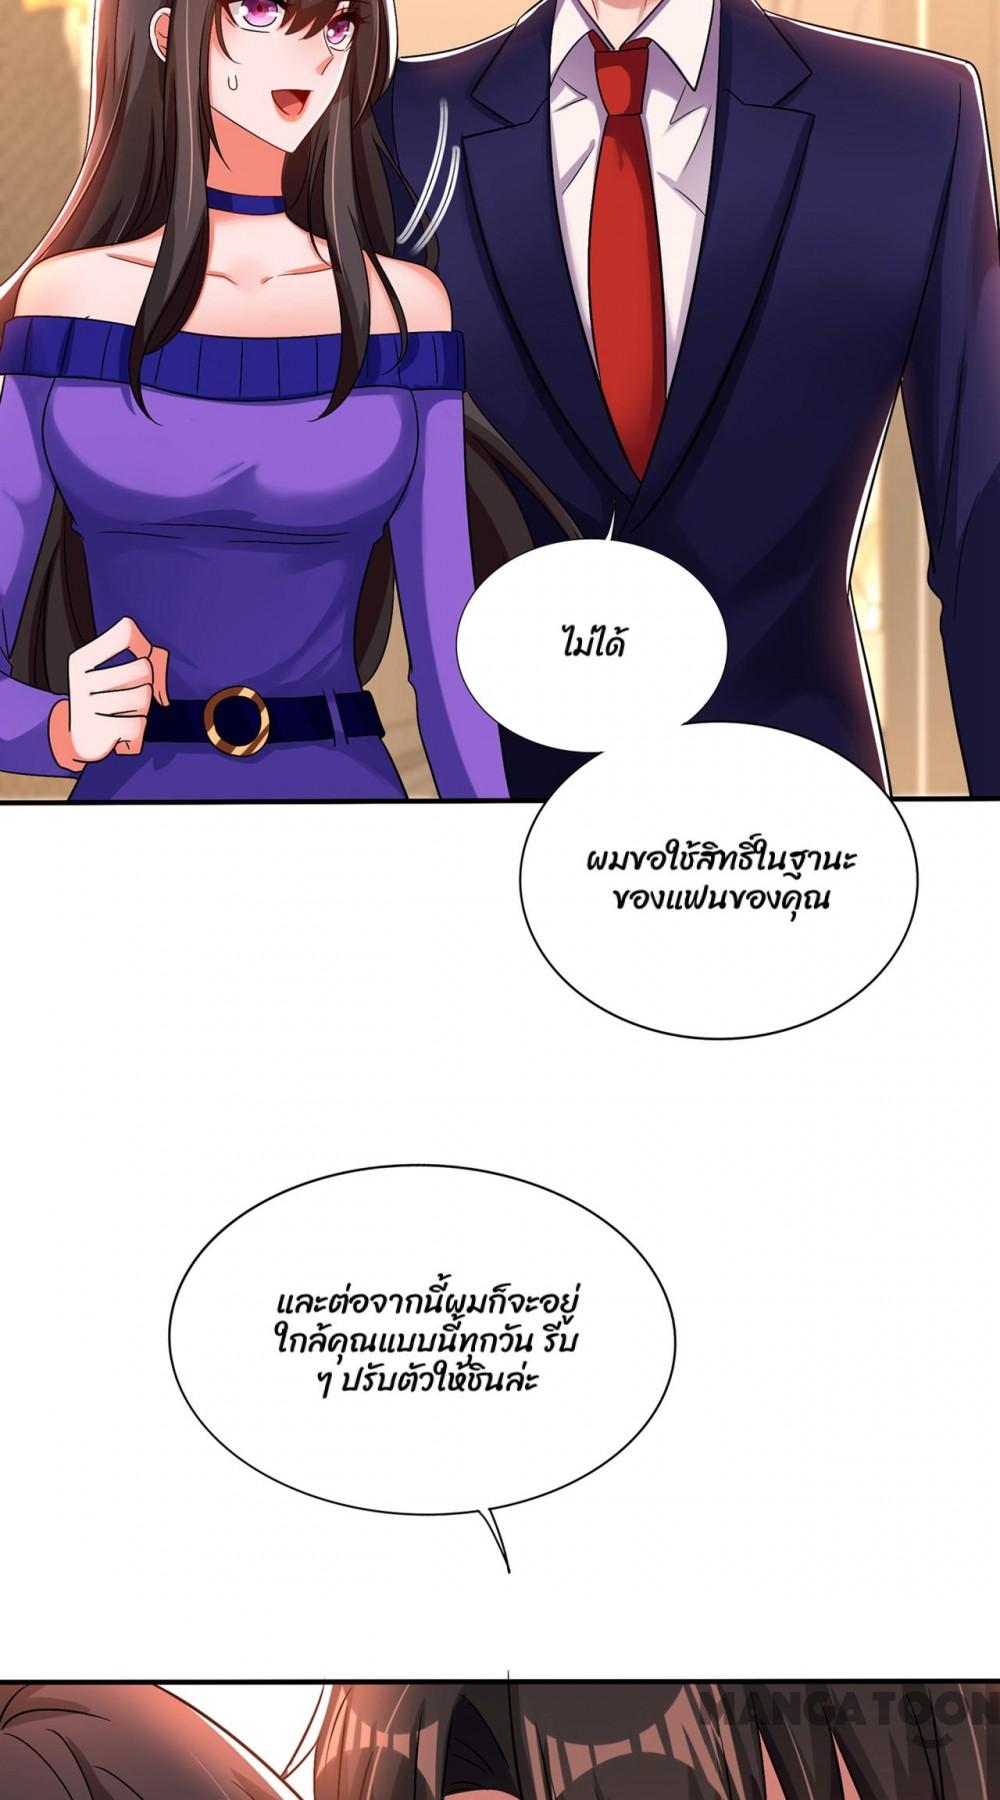 ไม่ได้
ผมขอใช้สิทธิ์ในฐานะ
ของแฟนของคุณ
และต่อจากนี้ผมก็จะอยู่
ใกล้คุณแบบนี้ทุกวัน รีบ
ๆ ปรับตัวให้ชินล่ะ
MANGATOON